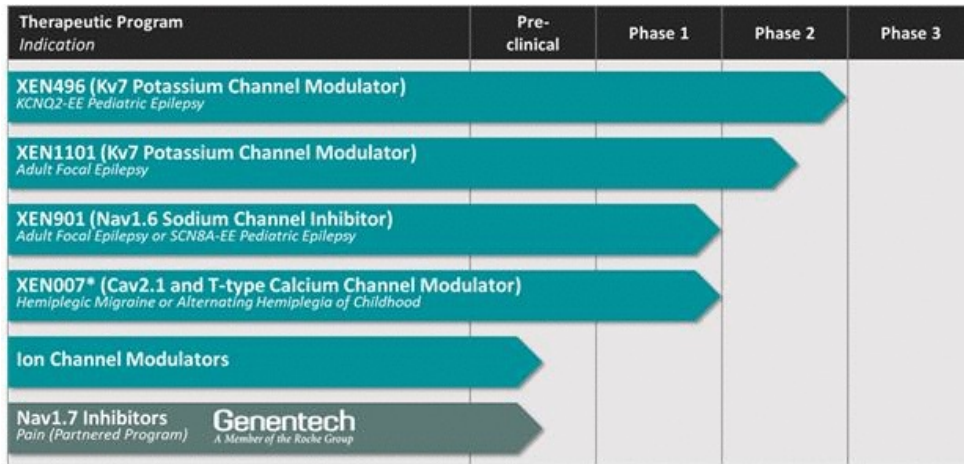 Therapeutic Program
Indication
Pre-
clinical
Phase 1
Phase 2
Phase 3
XEN496 (Kv7 Potassium Channel Modulator)
KCNQ2-EE Pediatric Epilepsy
XEN1101 (Kv7 Potassium Channel Modulator)
Adult Focal Epilepsy
XEN901 (Nav1.6 Sodium Channel Inhibitor)
Adult Focal Epilepsy or SCN8A-EE Pediatric Epilepsy
XEN007* (Cav2.1 and T-type Calcium Channel Modulator)
Hemiplegic Migraine or Alternating Hemiplegia of Childhood
Ion Channel Modulators
Nav1.7 Inhibitors
Pain (Partnered Program)
Genentech
A Member of the Roche Group